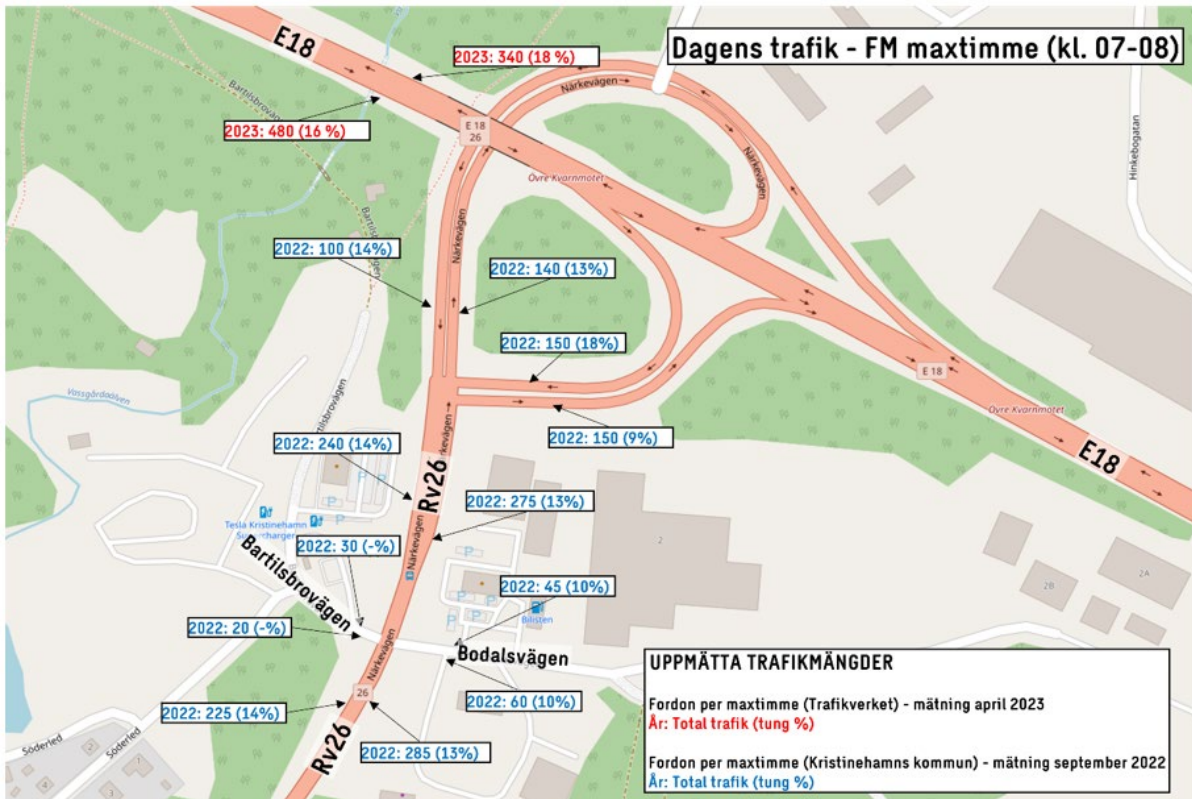 E18
2023: 340 (18 %)
Dagens trafik - FM maxtimme (kl. 07-08)
Närkevägen
Bartilsbrovägen
2023: 480 (16 %)
E 18
26
Övre Kvarnmotet
Närkevägen
Hinkebogatan
Närkevägen
2022: 100 (14%)
2022: 140 (13%)
2022: 150 (18%)
E 18
Vassgårdaälven
Övre Kvarnmotet
2022: 150 (9%)
2022: 240 (14%)
E18
Rv26
2022: 275 (13%)
Tesla Kristinehamn
2022: 30 (-%)
Närkevägen
2
2B
2A
Bartilsbrovägen
2022: 45 (10%)
Bilisten
2022: 20 (-%)
Bodalsvägen
Närkevägen
26
2022: 60 (10%)
2022: 225 (14%)
2022: 285 (13%)
Söderled
Söderled
Rv26
UPPMÄTTA TRAFIKMÄNGDER
Fordon per maxtimme (Trafikverket) - mätning april 2023
År: Total trafik (tung %)
Fordon per maxtimme (Kristinehamns kommun) - mätning september 2022
År: Total trafik (tung %)